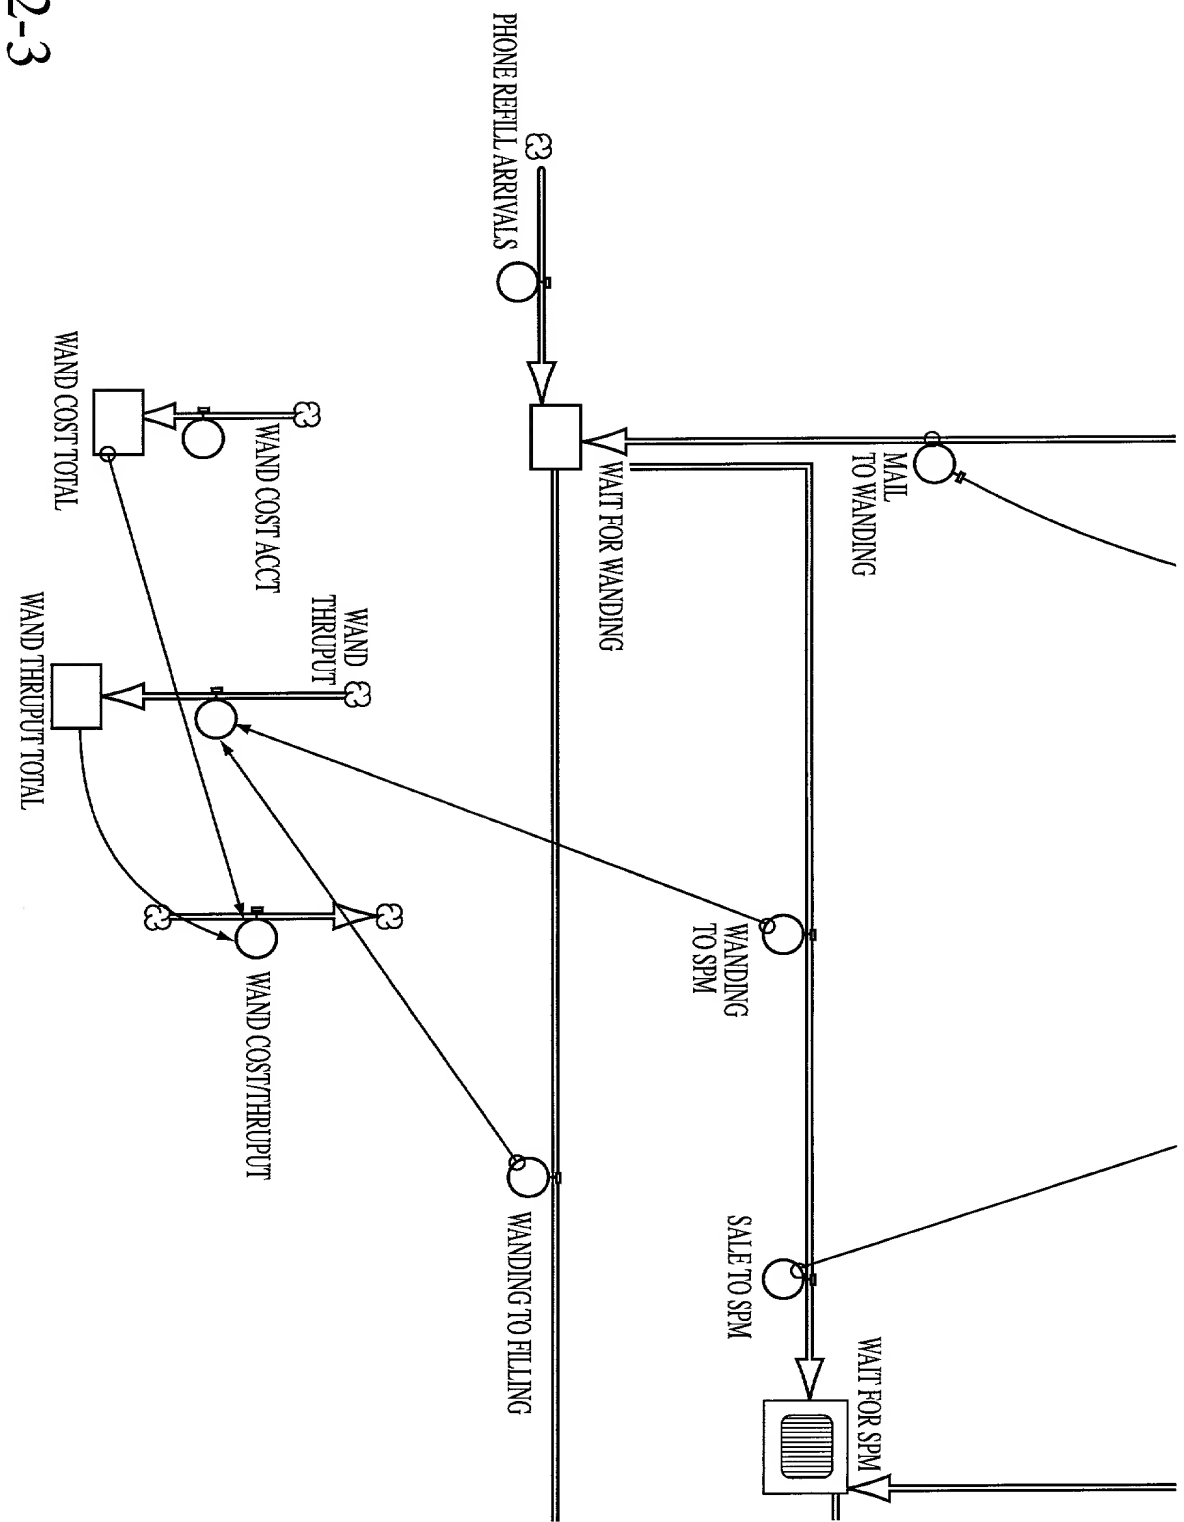 MAIL
TO WANDING
WAIT FOR SPM
SALE TO SPM
WANDING
TO SPM
WAIT FOR WANDING
PHONE REFILL ARRIVALS
WANDING TO FILLING
WAND
THRUPUT
WAND COST ACCT
WAND COST/THRUPUT
WAND COST TOTAL
WAND THRUPUT TOTAL
2-3